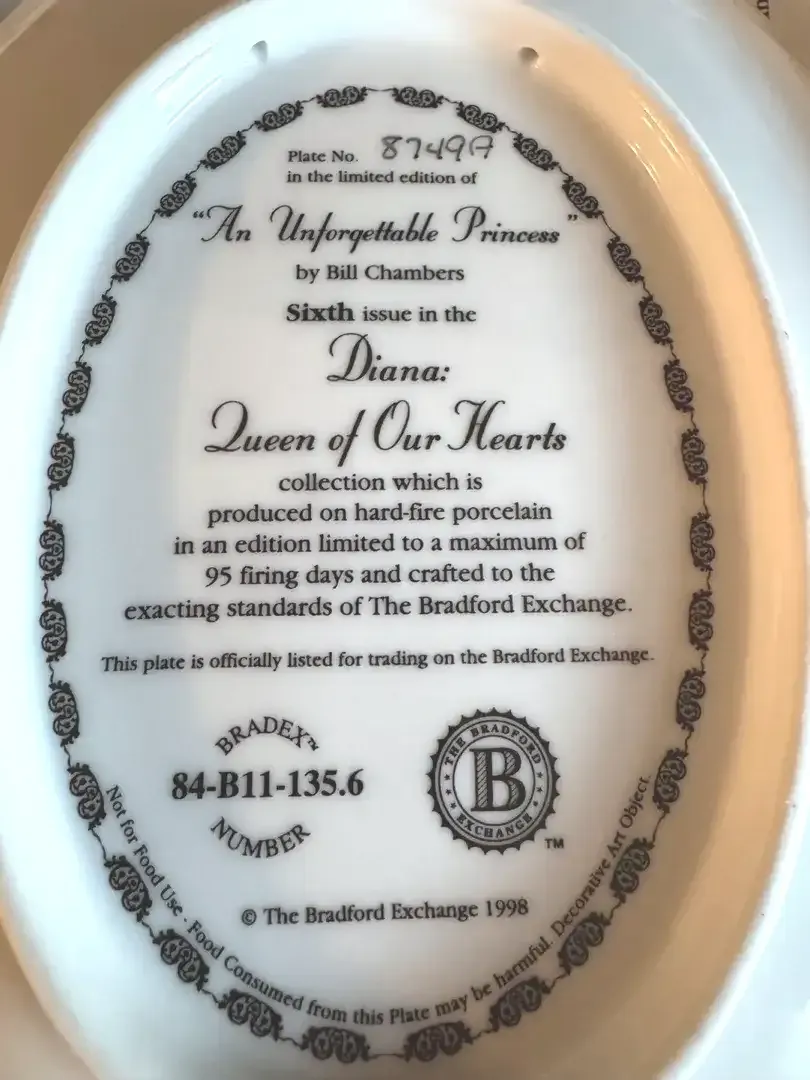 Plate No. 8749A
in the limited edition of
“An Unforgettable Princess”
by Bill Chambers
Sixth issue in the
Diana:
Queen of Our Hearts
collection which is
produced on hard-fire porcelain
in an edition limited to a maximum of
95 firing days and crafted to the
exacting standards of The Bradford Exchange.
This plate is officially listed for trading on the Bradford Exchange.
BRADEX™
84-B11-135.6
NUMBER
THE BRADFORD
B
EXCHANGE
TM
© The Bradford Exchange 1998
Not for Food Use · Food Consumed from this Plate may be harmful. Decorative Art Object.